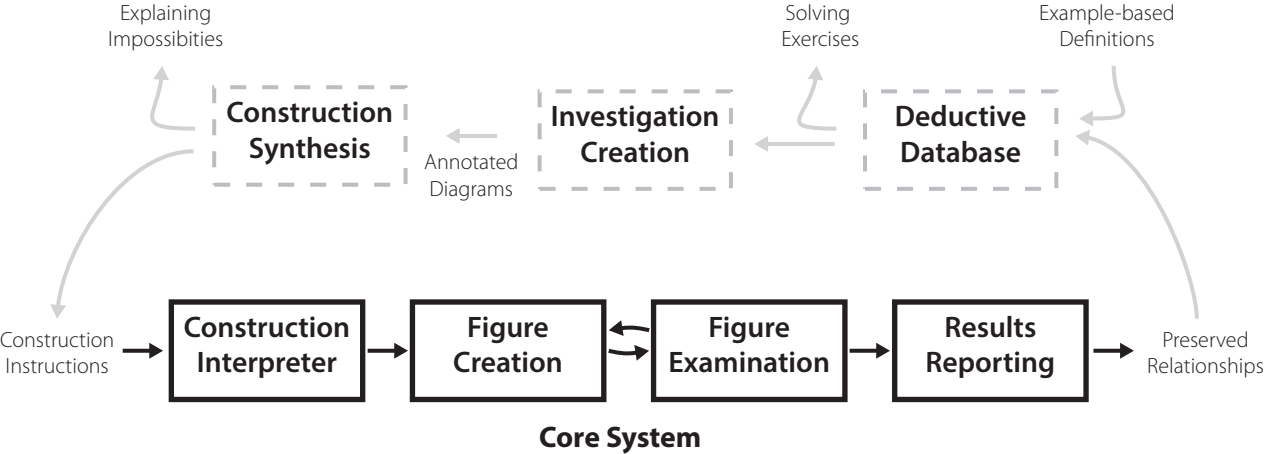 Explaining
Impossibities
Solving
Exercises
Example-based
Definitions
Construction
Synthesis
Annotated
Diagrams
Investigation
Creation
Deductive
Database
Construction
Instructions
Construction
Interpreter
Figure
Creation
Figure
Examination
Results
Reporting
Preserved
Relationships
Core System